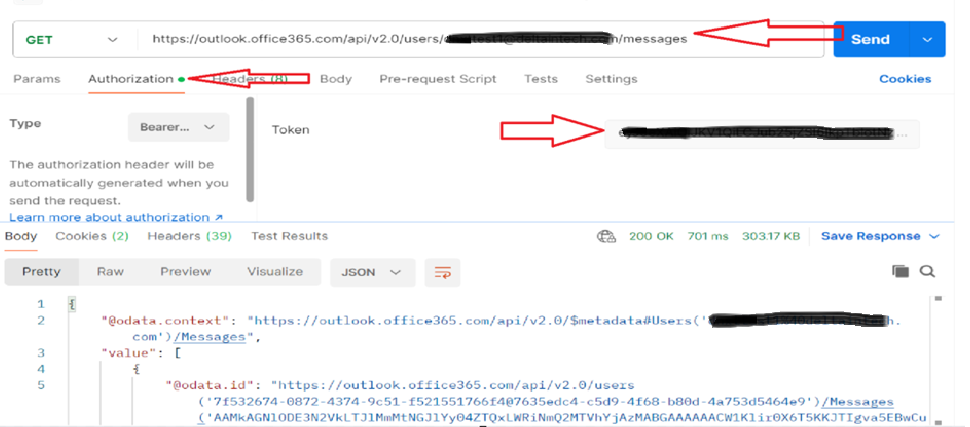 GET https://outlook.office365.com/api/v2.0/users/ /messages Send
Params Authorization Headers (8) Body Pre-request Script Tests Settings Cookies
Type Bearer... Token ...
The authorization header will be
automatically generated when you
send the request.
Learn more about authorization ↗
Body Cookies (2) Headers (39) Test Results 200 OK 701 ms 303.17 KB Save Response
Pretty Raw Preview Visualize JSON
1 {
2 "@odata.context": "https://outlook.office365.com/api/v2.0/$metadata#Users('
com')/Messages",
3 "value": [
4 {
5 "@odata.id": "https://outlook.office365.com/api/v2.0/users
('7f532674-0872-4374-9c51-f521551766f4@7635edc4-c5d9-4f68-b80d-4a753d5464e9')/Messages